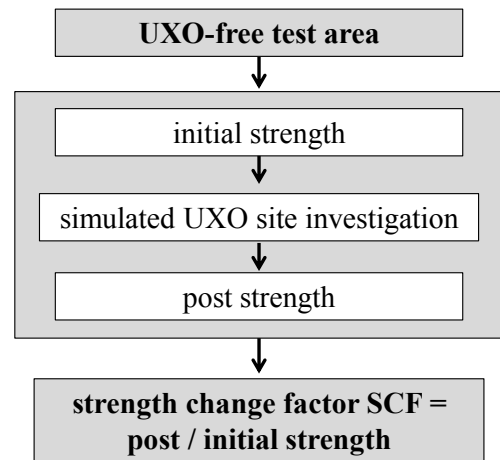 UXO-free test area
initial strength
simulated UXO site investigation
post strength
strength change factor SCF =
post / initial strength